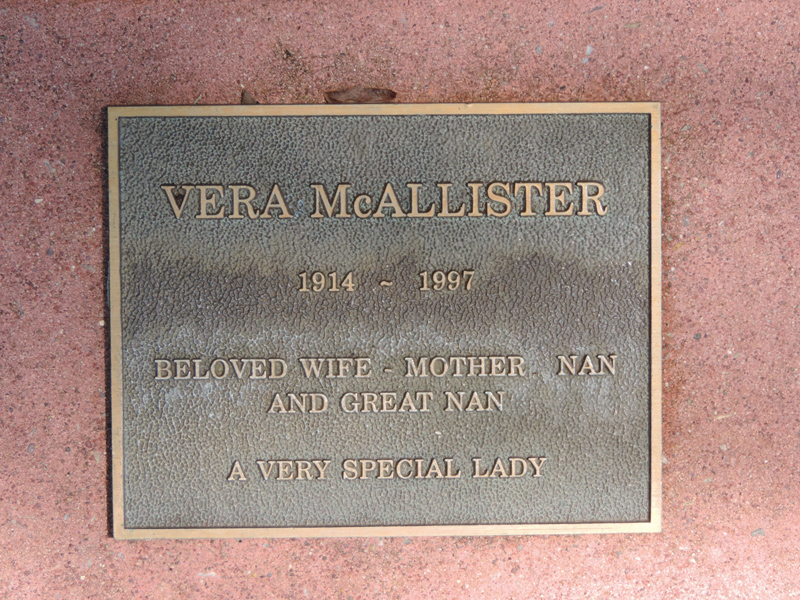 VERA McALLISTER
1914 ~ 1997
BELOVED WIFE - MOTHER - NAN
AND GREAT NAN
A VERY SPECIAL LADY